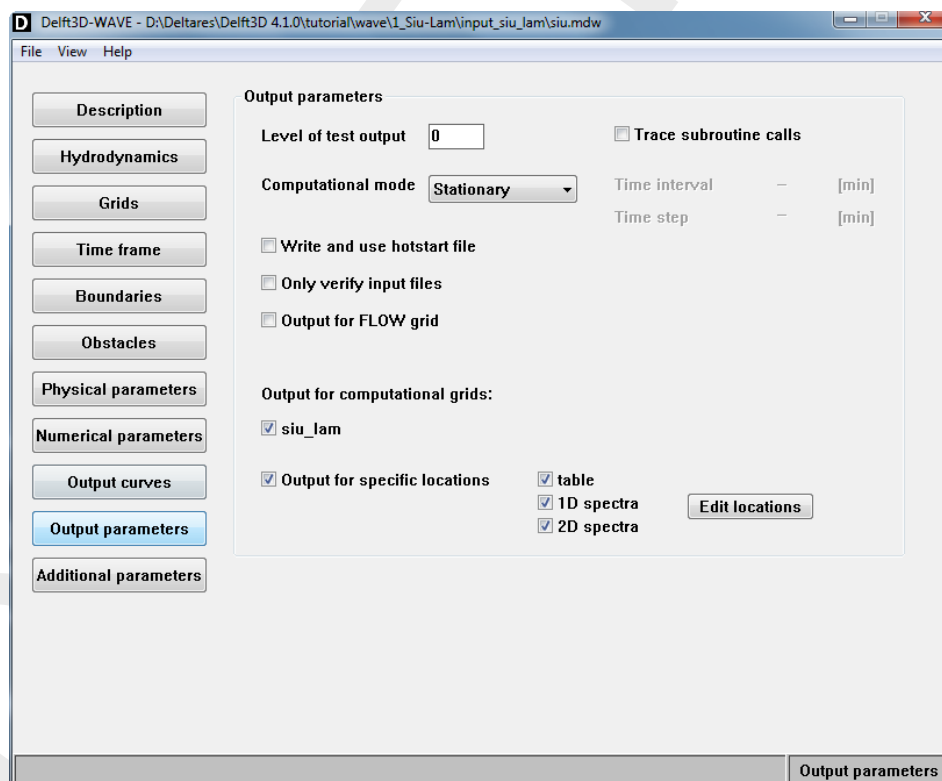 D Delft3D-WAVE - D:\Deltares\Delft3D 4.1.0\tutorial\wave\1_Siu-Lam\input_siu_lam\siu.mdw
File View Help
Description
Hydrodynamics
Grids
Time frame
Boundaries
Obstacles
Physical parameters
Numerical parameters
Output curves
Output parameters
Additional parameters
Output parameters
Level of test output 0
Trace subroutine calls
Computational mode Stationary
Time interval – [min]
Time step – [min]
Write and use hotstart file
Only verify input files
Output for FLOW grid
Output for computational grids:
siu_lam
Output for specific locations
table
1D spectra
2D spectra
Edit locations
Output parameters